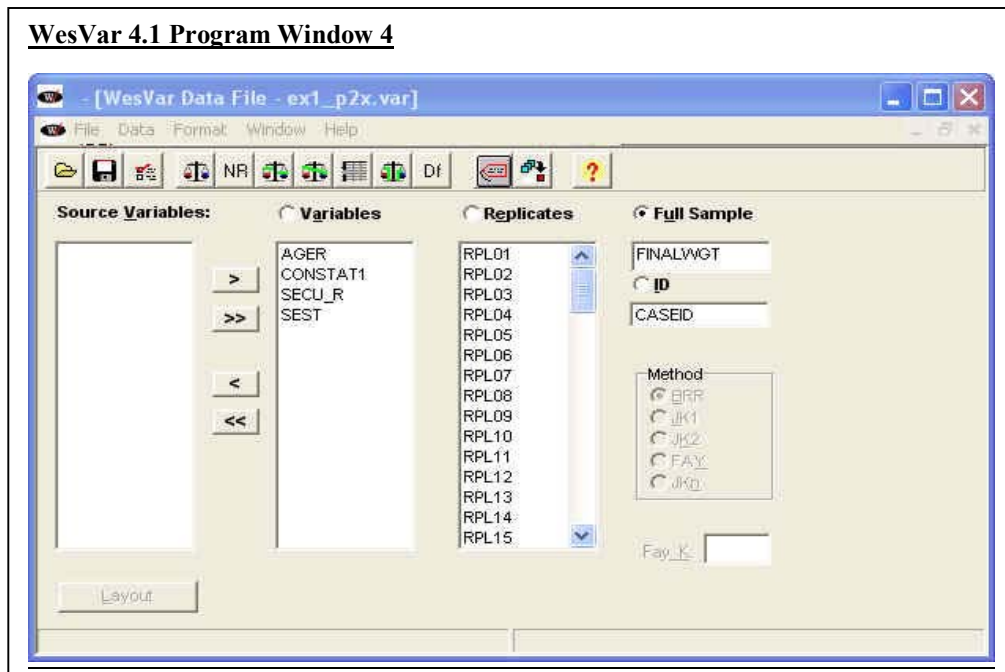 WesVar 4.1 Program Window 4
- [WesVar Data File - ex1_p2x.var]
File Data Format Window Help
NR Df ?
Source Variables: Variables Replicates Full Sample
> >> < <<
AGER
CONSTAT1
SECU_R
SEST
RPL01
RPL02
RPL03
RPL04
RPL05
RPL06
RPL07
RPL08
RPL09
RPL10
RPL11
RPL12
RPL13
RPL14
RPL15
FINALWGT
ID
CASEID
Method
BRR
JK1
JK2
FAY
JKn
Fay_K:
Layout